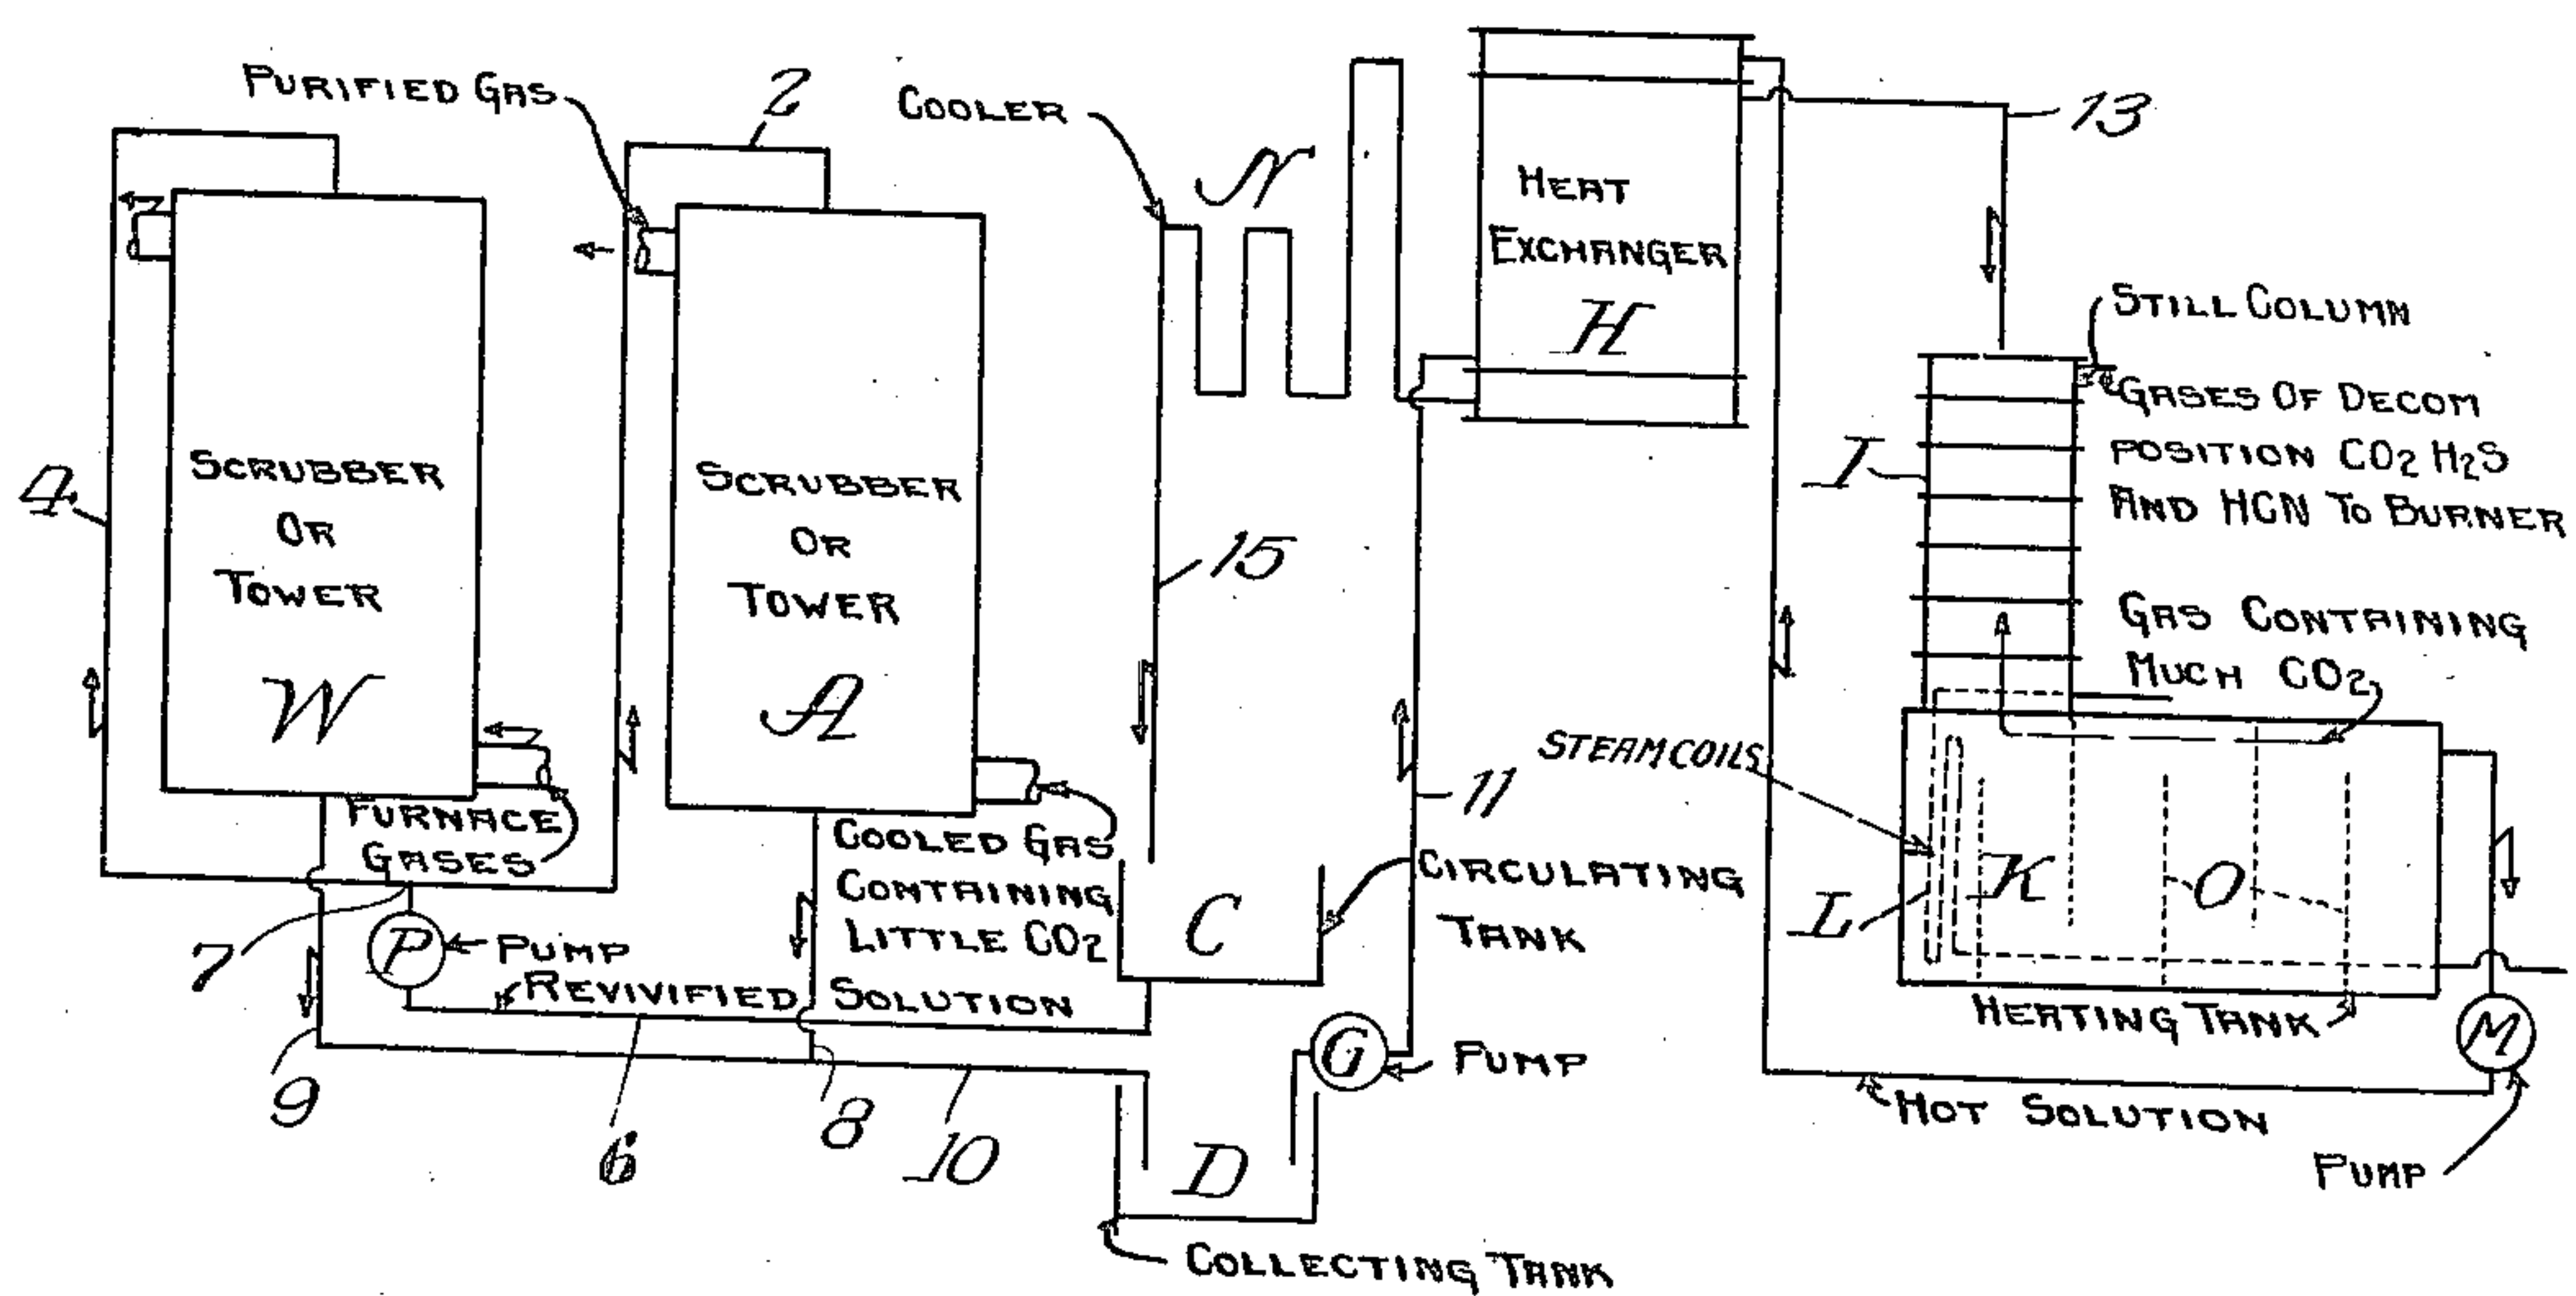 PURIFIED GAS
2
COOLER
N
HEAT
EXCHANGER
H
13
STILL COLUMN
GASES OF DECOM
POSITION CO2 H2S
AND HCN TO BURNER
I
GAS CONTAINING
MUCH CO2
4
SCRUBBER
OR
TOWER
W
SCRUBBER
OR
TOWER
A
15
11
STEAM COILS
FURNACE
GASES
COOLED GAS
CONTAINING
LITTLE CO2
C
CIRCULATING
TANK
L
K
O
HEATING TANK
7
P
PUMP
REVIVIFIED SOLUTION
G
PUMP
M
HOT SOLUTION
PUMP
9
6
8
10
D
COLLECTING TANK